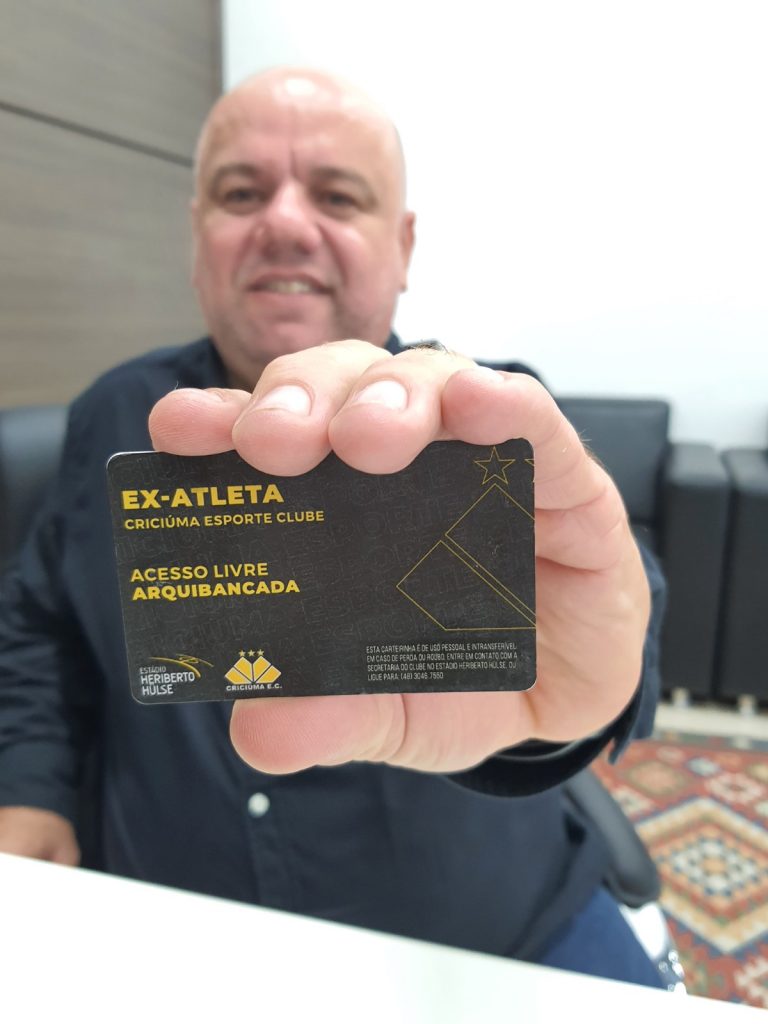 EX-ATLETA
CRICIÚMA ESPORTE CLUBE
ACESSO LIVRE
ARQUIBANCADA
ESTÁDIO
HERIBERTO
HÜLSE
CRICIÚMA E.C.
ESTA CARTEIRINHA É DE USO PESSOAL E INTRANSFERÍVEL
EM CASO DE PERDA OU ROUBO, ENTRE EM CONTATO COM A
SECRETARIA DO CLUBE NO ESTÁDIO HERIBERTO HÜLSE, OU
LIGUE PARA: (48) 3046 7550